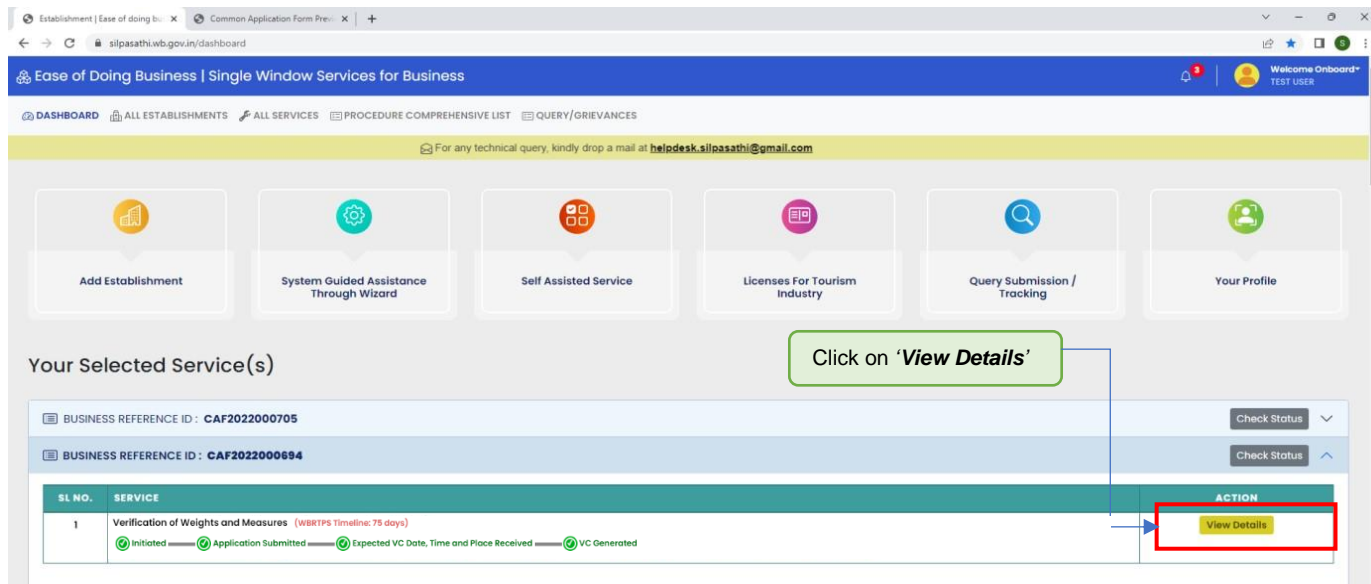 Establishment | Ease of doing bu
Common Application Form Prev
silpasathi.wb.gov.in/dashboard
S
Ease of Doing Business | Single Window Services for Business
3
Welcome Onboard
TEST USER
DASHBOARD ALL ESTABLISHMENTS ALL SERVICES PROCEDURE COMPREHENSIVE LIST QUERY/GRIEVANCES
For any technical query, kindly drop a mail at helpdesk.silpasathi@gmail.com
Add Establishment
System Guided Assistance
Through Wizard
Self Assisted Service
Licenses For Tourism
Industry
Query Submission /
Tracking
Your Profile
Click on ‘View Details’
Your Selected Service(s)
BUSINESS REFERENCE ID : CAF2022000705 Check Status
BUSINESS REFERENCE ID : CAF2022000694 Check Status
SL NO. SERVICE ACTION
1 Verification of Weights and Measures (WBRTPS Timeline: 75 days) View Details
Initiated Application Submitted Expected VC Date, Time and Place Received VC Generated